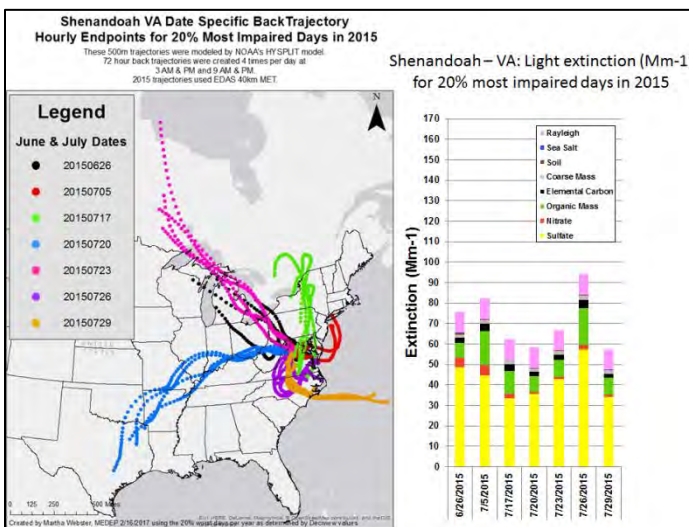 Shenandoah VA Date Specific Back Trajectory
Hourly Endpoints for 20% Most Impaired Days in 2015
These 500m trajectories were modeled by NOAA's HYSPLIT model.
72 hour back trajectories were created 4 times per day at
3 AM & PM and 9 AM & PM.
2015 trajectories used EDAS 40km MET.
Legend
June & July Dates
20150626
20150705
20150717
20150720
20150723
20150726
20150729
N
UNITED
STATES
0 125 250 500 Miles
Created by Martha Webster, MEDEP 2/16/2017 using the 20% worst days per year as determined by Deciview values
Shenandoah – VA: Light extinction (Mm-1
for 20% most impaired days in 2015
Extinction (Mm-1)
170
160
150
140
130
120
110
100
90
80
70
60
50
40
30
20
10
0
Rayleigh
Sea Salt
Soil
Coarse Mass
Elemental Carbon
Organic Mass
Nitrate
Sulfate
6/26/2015
7/5/2015
7/17/2015
7/20/2015
7/23/2015
7/26/2015
7/29/2015